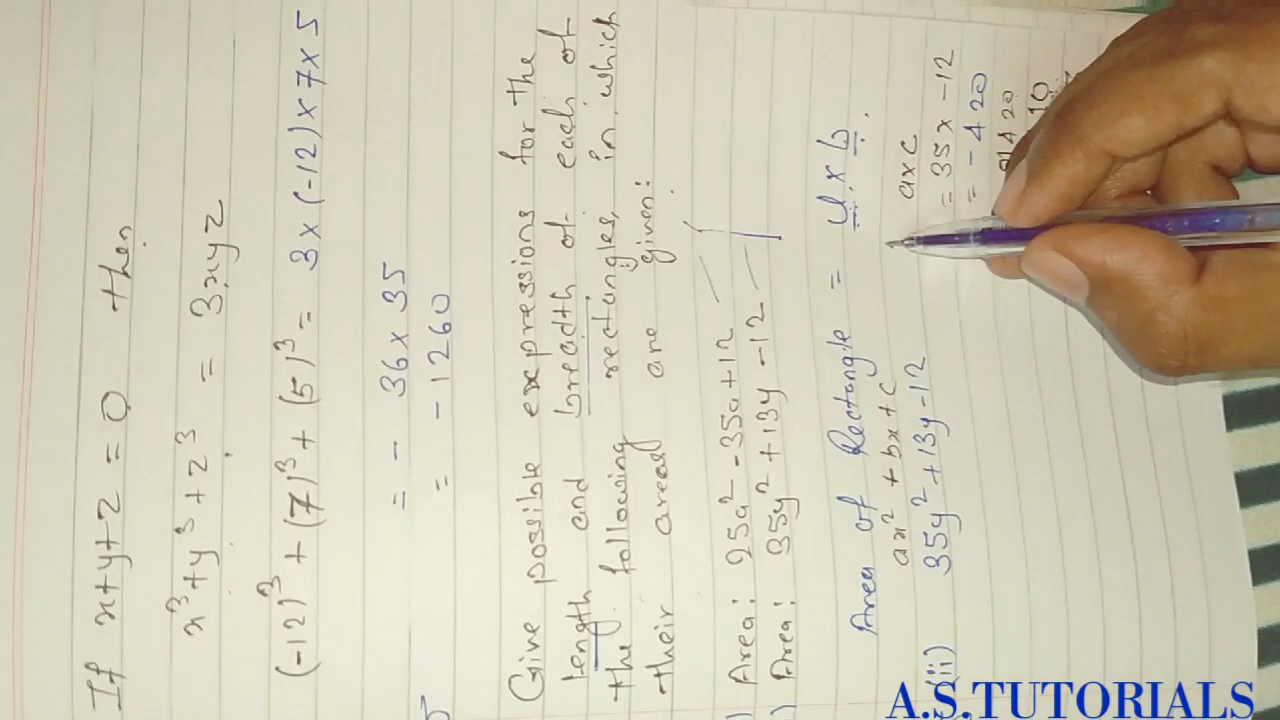 If x+y+z = 0 then
x³+y³+z³ = 3xyz
(-12)³ + (7)³ + (5)³ = 3 x (-12) x 7 x 5
= - 36 x 35
= - 1260
Give possible expressions for the
length and breadth of each of
the following rectangles, in which
their areas are given:
Area: 25a² - 35a + 12
Area: 35y² + 13y - 12
Area of Rectangle = l x b.
ax² + bx + c axc
(ii) 35y² + 13y - 12 = 35 x -12
= - 420
A.S.TUTORIALS